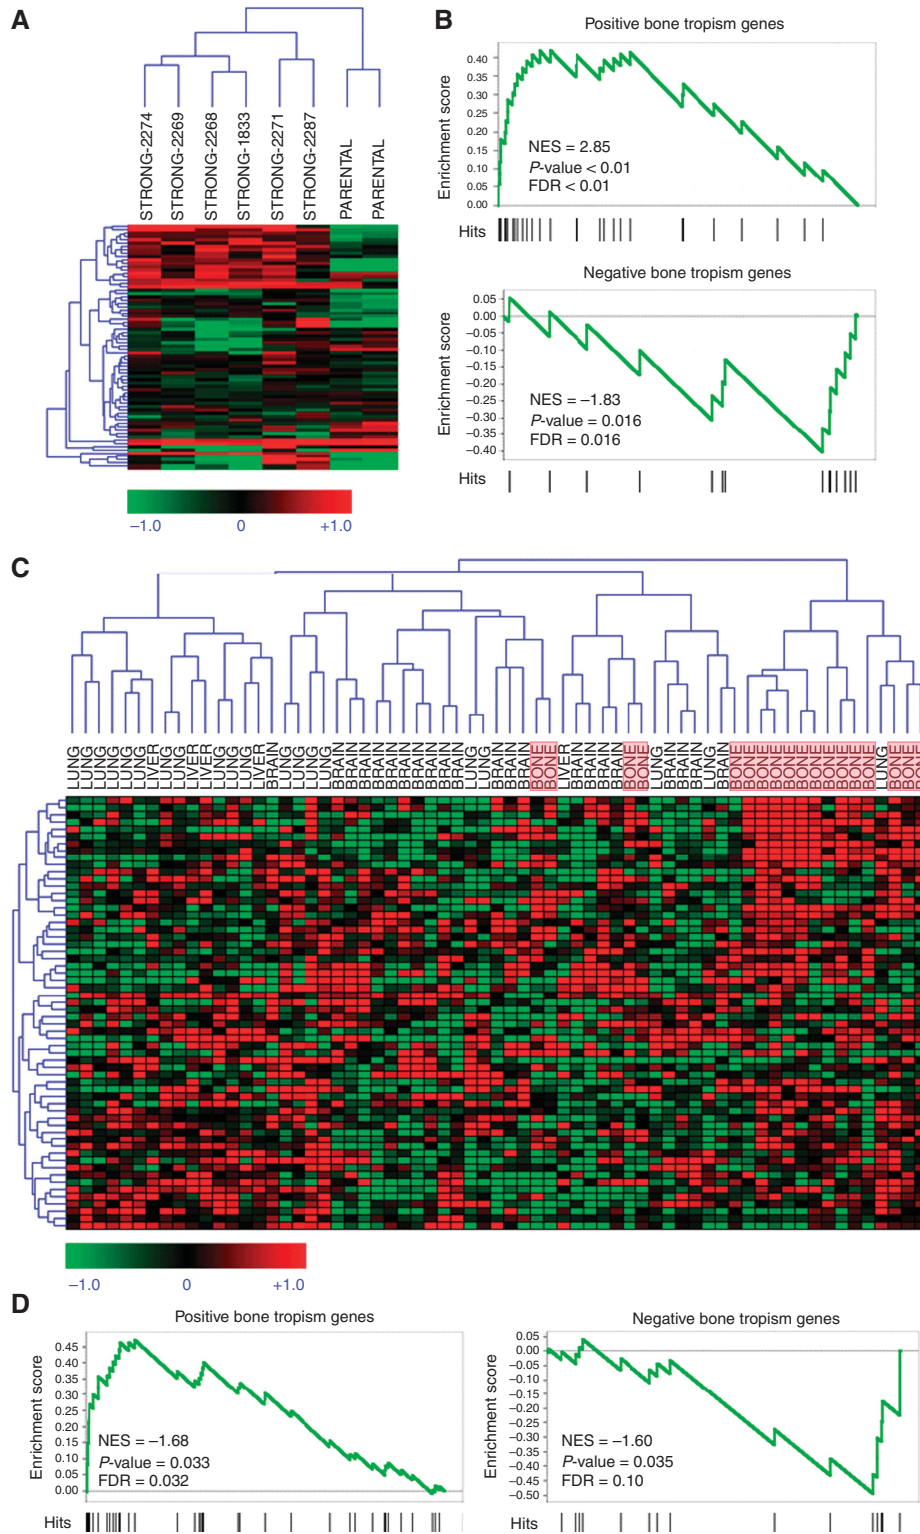 A
STRONG-2274
STRONG-2269
STRONG-2268
STRONG-1833
STRONG-2271
STRONG-2287
PARENTAL
PARENTAL
−1.0 0 +1.0
B
Positive bone tropism genes
Enrichment score
0.40
0.35
0.30
0.25
0.20
0.15
0.10
0.05
0.00
NES = 2.85
P-value < 0.01
FDR < 0.01
Hits
Negative bone tropism genes
Enrichment score
0.05
−0.00
−0.05
−0.10
−0.15
−0.20
−0.25
−0.30
−0.35
−0.40
NES = −1.83
P-value = 0.016
FDR = 0.016
Hits
C
LUNG
LUNG
LUNG
LUNG
LUNG
LUNG
LIVER
LUNG
LUNG
LIVER
LIVER
LUNG
LUNG
LUNG
LIVER
BRAIN
LUNG
LUNG
LUNG
LUNG
BRAIN
BRAIN
BRAIN
BRAIN
BRAIN
BRAIN
BRAIN
BRAIN
BRAIN
BRAIN
LUNG
LUNG
BRAIN
BRAIN
BRAIN
BONE
BONE
LIVER
BRAIN
BRAIN
BRAIN
BRAIN
BONE
BONE
LUNG
BRAIN
BRAIN
BRAIN
LUNG
BRAIN
BONE
BONE
BONE
BONE
BONE
BONE
BONE
BONE
BONE
BONE
BONE
LUNG
BONE
BONE
−1.0 0 +1.0
D
Positive bone tropism genes
Enrichment score
0.45
0.40
0.35
0.30
0.25
0.20
0.15
0.10
0.05
0.00
NES = −1.68
P-value = 0.033
FDR = 0.032
Hits
Negative bone tropism genes
Enrichment score
0.05
0.00
−0.05
−0.10
−0.15
−0.20
−0.25
−0.30
−0.35
−0.40
−0.45
−0.50
NES = −1.60
P-value = 0.035
FDR = 0.10
Hits